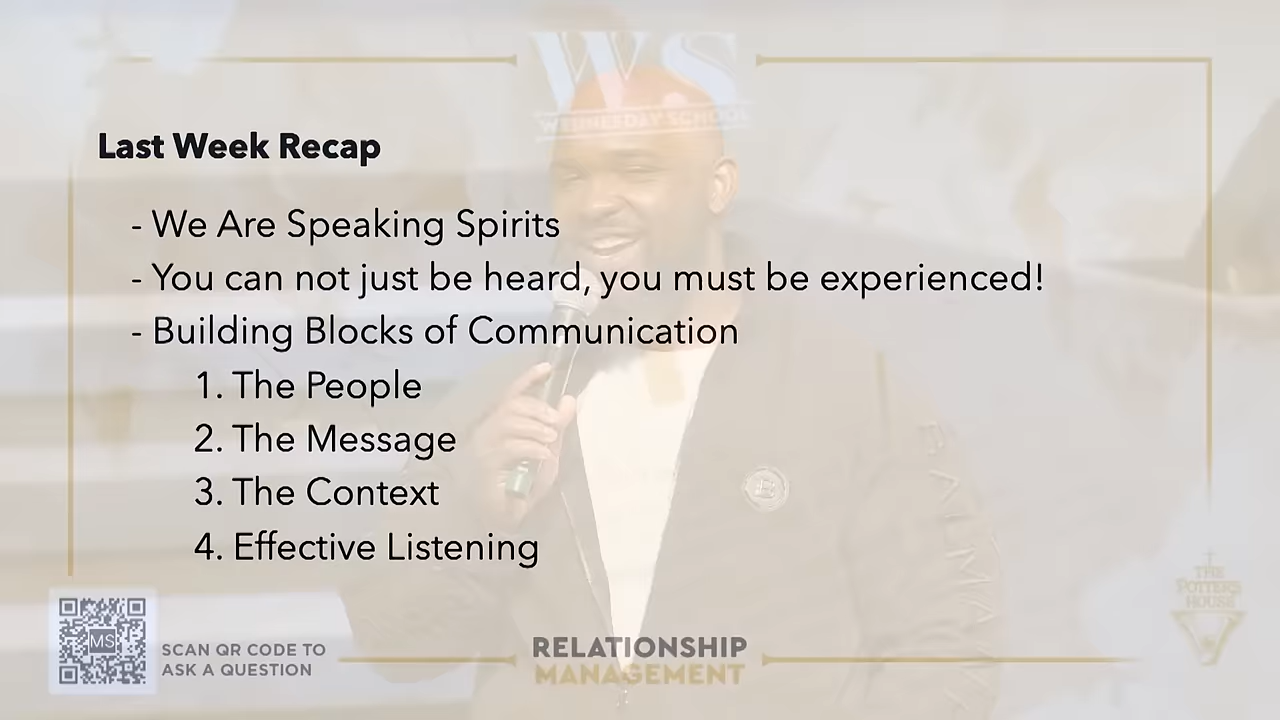 WS
WEDNESDAY SCHOOL
Last Week Recap
- We Are Speaking Spirits
- You can not just be heard, you must be experienced!
- Building Blocks of Communication
1. The People
2. The Message
3. The Context
4. Effective Listening
B
BALMAIN
MS
SCAN QR CODE TO
ASK A QUESTION
RELATIONSHIP
MANAGEMENT
THE
POTTER'S
HOUSE